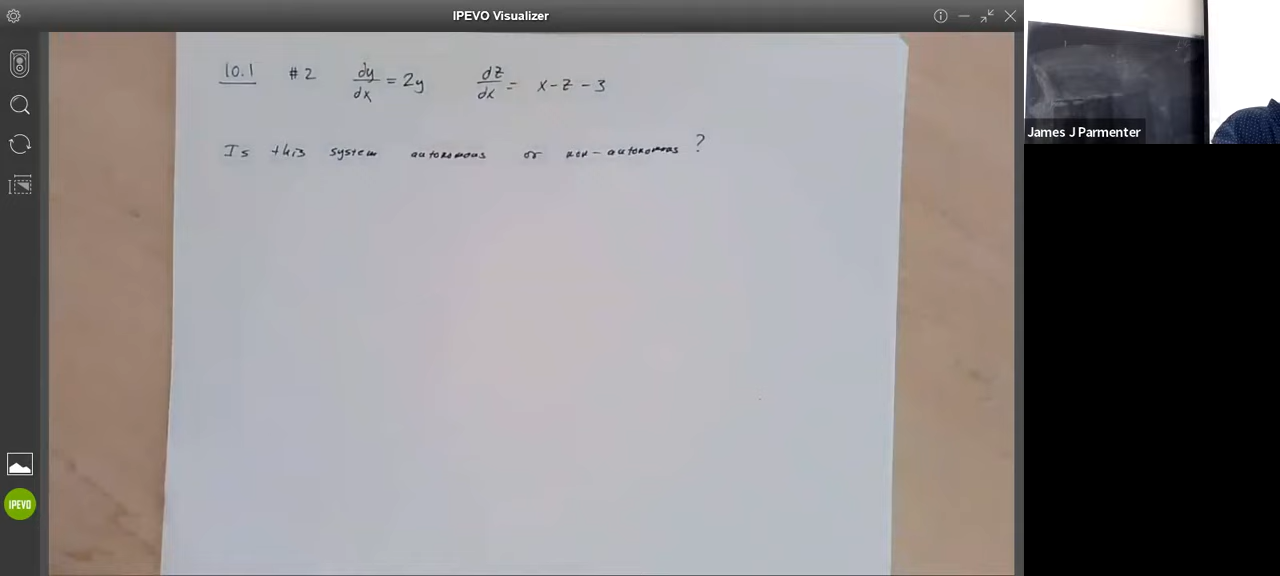 IPEVO Visualizer
10.1 #2 dy/dx = 2y dz/dx = x - z - 3
Is this system autonomous or non-autonomous ?
James J Parmenter
IPEVO